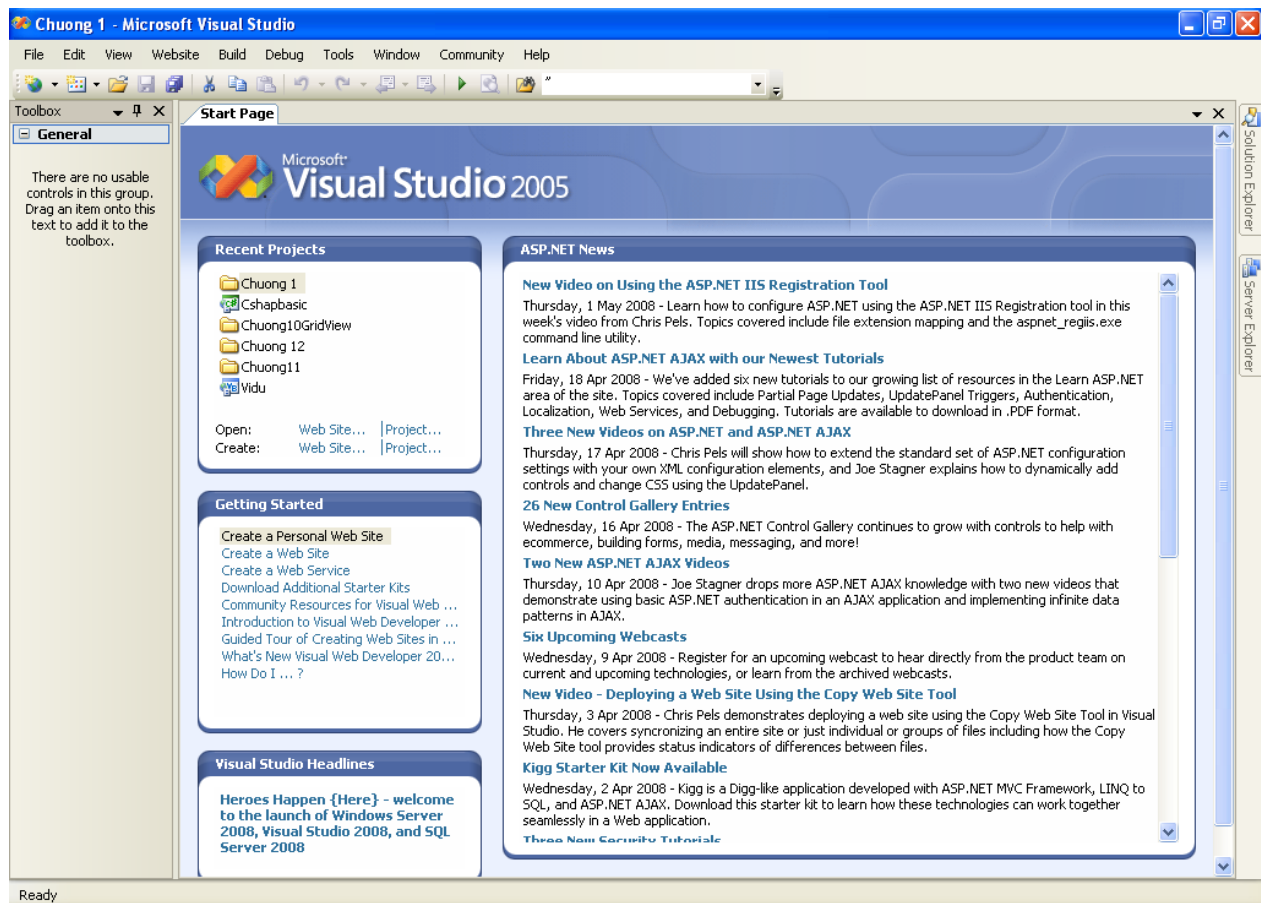 Chuong 1 - Microsoft Visual Studio
File Edit View Website Build Debug Tools Window Community Help
"
Toolbox
Start Page
General
There are no usable
controls in this group.
Drag an item onto this
text to add it to the
toolbox.
Microsoft
Visual Studio 2005
Recent Projects
Chuong 1
Cshapbasic
Chuong10GridView
Chuong 12
Chuong11
Vidu
Open: Web Site... |Project...
Create: Web Site... |Project...
Getting Started
Create a Personal Web Site
Create a Web Site
Create a Web Service
Download Additional Starter Kits
Community Resources for Visual Web ...
Introduction to Visual Web Developer ...
Guided Tour of Creating Web Sites in ...
What's New Visual Web Developer 20...
How Do I ... ?
Visual Studio Headlines
Heroes Happen {Here} - welcome
to the launch of Windows Server
2008, Visual Studio 2008, and SQL
Server 2008
ASP.NET News
New Video on Using the ASP.NET IIS Registration Tool
Thursday, 1 May 2008 - Learn how to configure ASP.NET using the ASP.NET IIS Registration tool in this
week's video from Chris Pels. Topics covered include file extension mapping and the aspnet_regiis.exe
command line utility.
Learn About ASP.NET AJAX with our Newest Tutorials
Friday, 18 Apr 2008 - We've added six new tutorials to our growing list of resources in the Learn ASP.NET
area of the site. Topics covered include Partial Page Updates, UpdatePanel Triggers, Authentication,
Localization, Web Services, and Debugging. Tutorials are available to download in .PDF format.
Three New Videos on ASP.NET and ASP.NET AJAX
Thursday, 17 Apr 2008 - Chris Pels will show how to extend the standard set of ASP.NET configuration
settings with your own XML configuration elements, and Joe Stagner explains how to dynamically add
controls and change CSS using the UpdatePanel.
26 New Control Gallery Entries
Wednesday, 16 Apr 2008 - The ASP.NET Control Gallery continues to grow with controls to help with
ecommerce, building forms, media, messaging, and more!
Two New ASP.NET AJAX Videos
Thursday, 10 Apr 2008 - Joe Stagner drops more ASP.NET AJAX knowledge with two new videos that
demonstrate using basic ASP.NET authentication in an AJAX application and implementing infinite data
patterns in AJAX.
Six Upcoming Webcasts
Wednesday, 9 Apr 2008 - Register for an upcoming webcast to hear directly from the product team on
current and upcoming technologies, or learn from the archived webcasts.
New Video - Deploying a Web Site Using the Copy Web Site Tool
Thursday, 3 Apr 2008 - Chris Pels demonstrates deploying a web site using the Copy Web Site Tool in Visual
Studio. He covers syncronizing an entire site or just individual or groups of files including how the Copy
Web Site tool provides status indicators of differences between files.
Kigg Starter Kit Now Available
Wednesday, 2 Apr 2008 - Kigg is a Digg-like application developed with ASP.NET MVC Framework, LINQ to
SQL, and ASP.NET AJAX. Download this starter kit to learn how these technologies can work together
seamlessly in a Web application.
Three New Security Tutorials
Solution Explorer
Server Explorer
Ready